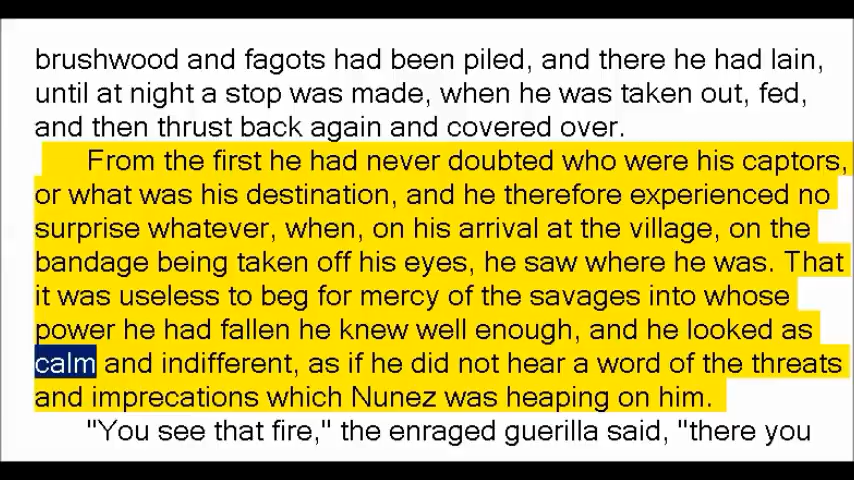 brushwood and fagots had been piled, and there he had lain,
until at night a stop was made, when he was taken out, fed,
and then thrust back again and covered over.
From the first he had never doubted who were his captors,
or what was his destination, and he therefore experienced no
surprise whatever, when, on his arrival at the village, on the
bandage being taken off his eyes, he saw where he was. That
it was useless to beg for mercy of the savages into whose
power he had fallen he knew well enough, and he looked as
calm and indifferent, as if he did not hear a word of the threats
and imprecations which Nunez was heaping on him.
"You see that fire," the enraged guerilla said, "there you